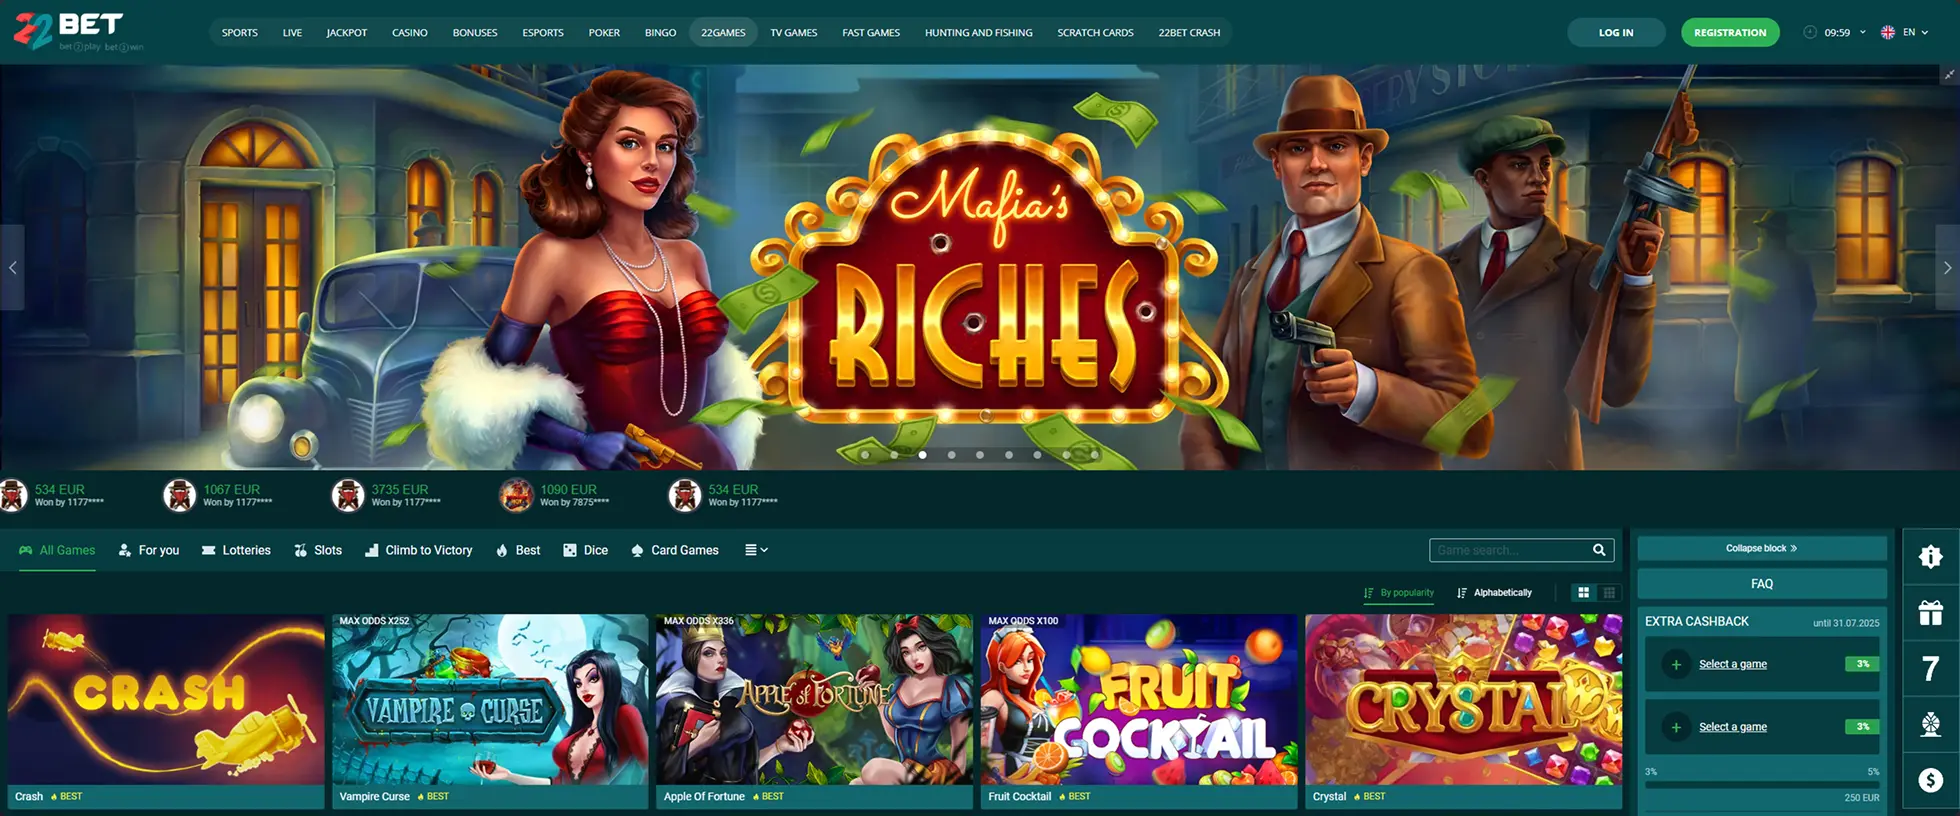 22 BET
bet 2 play bet 2 win
SPORTS LIVE JACKPOT CASINO BONUSES ESPORTS POKER BINGO 22GAMES TV GAMES FAST GAMES HUNTING AND FISHING SCRATCH CARDS 22BET CRASH
LOG IN
REGISTRATION
09:59
EN
Mafia's
RICHES
534 EUR
Won by 1177****
1067 EUR
Won by 1177****
3735 EUR
Won by 1177****
1090 EUR
Won by 7875****
534 EUR
Won by 1177****
All Games For you Lotteries Slots Climb to Victory Best Dice Card Games
Game search...
By popularity Alphabetically
CRASH
Crash BEST
MAX ODDS X252
VAMPIRE CURSE
Vampire Curse BEST
MAX ODDS X336
APPLE of FORTUNE
Apple Of Fortune BEST
MAX ODDS X100
FRUIT
COCKTAIL
Fruit Cocktail BEST
CRYSTAL
Crystal BEST
Collapse block »
FAQ
EXTRA CASHBACK until 31.07.2025
+ Select a game 3%
+ Select a game 3%
3% 5%
250 EUR
7
$